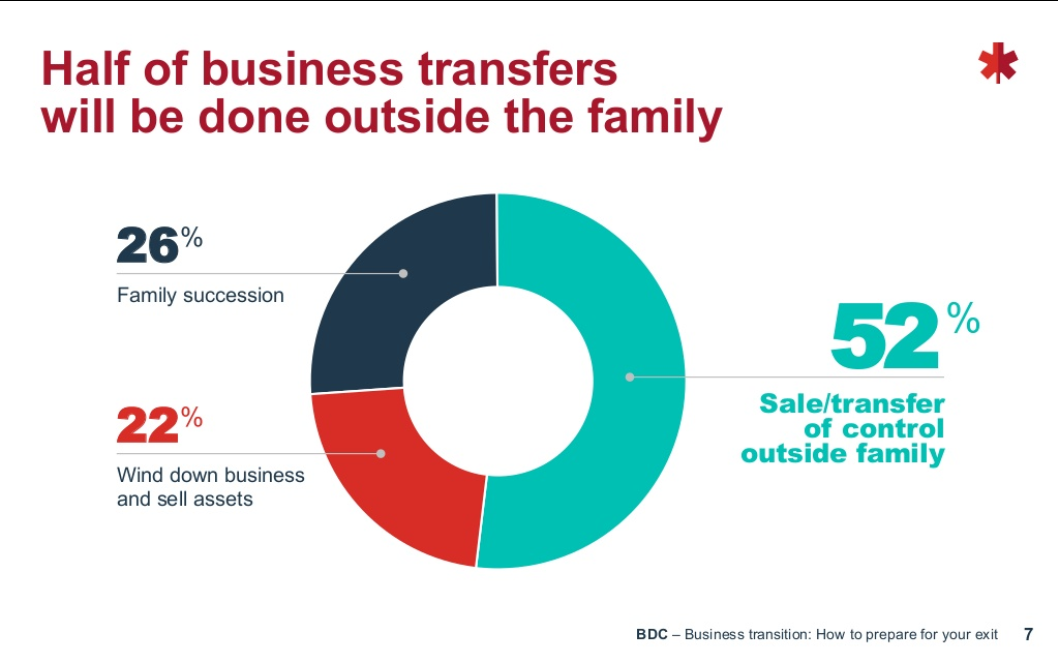 Half of business transfers
will be done outside the family
26%
Family succession
22%
Wind down business
and sell assets
52%
Sale/transfer
of control
outside family
BDC – Business transition: How to prepare for your exit 7